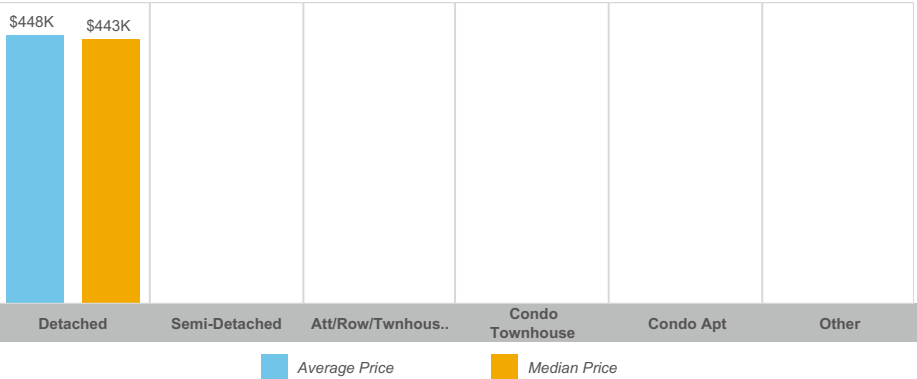 $448K
$443K
Detached
Semi-Detached
Att/Row/Twnhous..
Condo
Townhouse
Condo Apt
Other
Average Price
Median Price